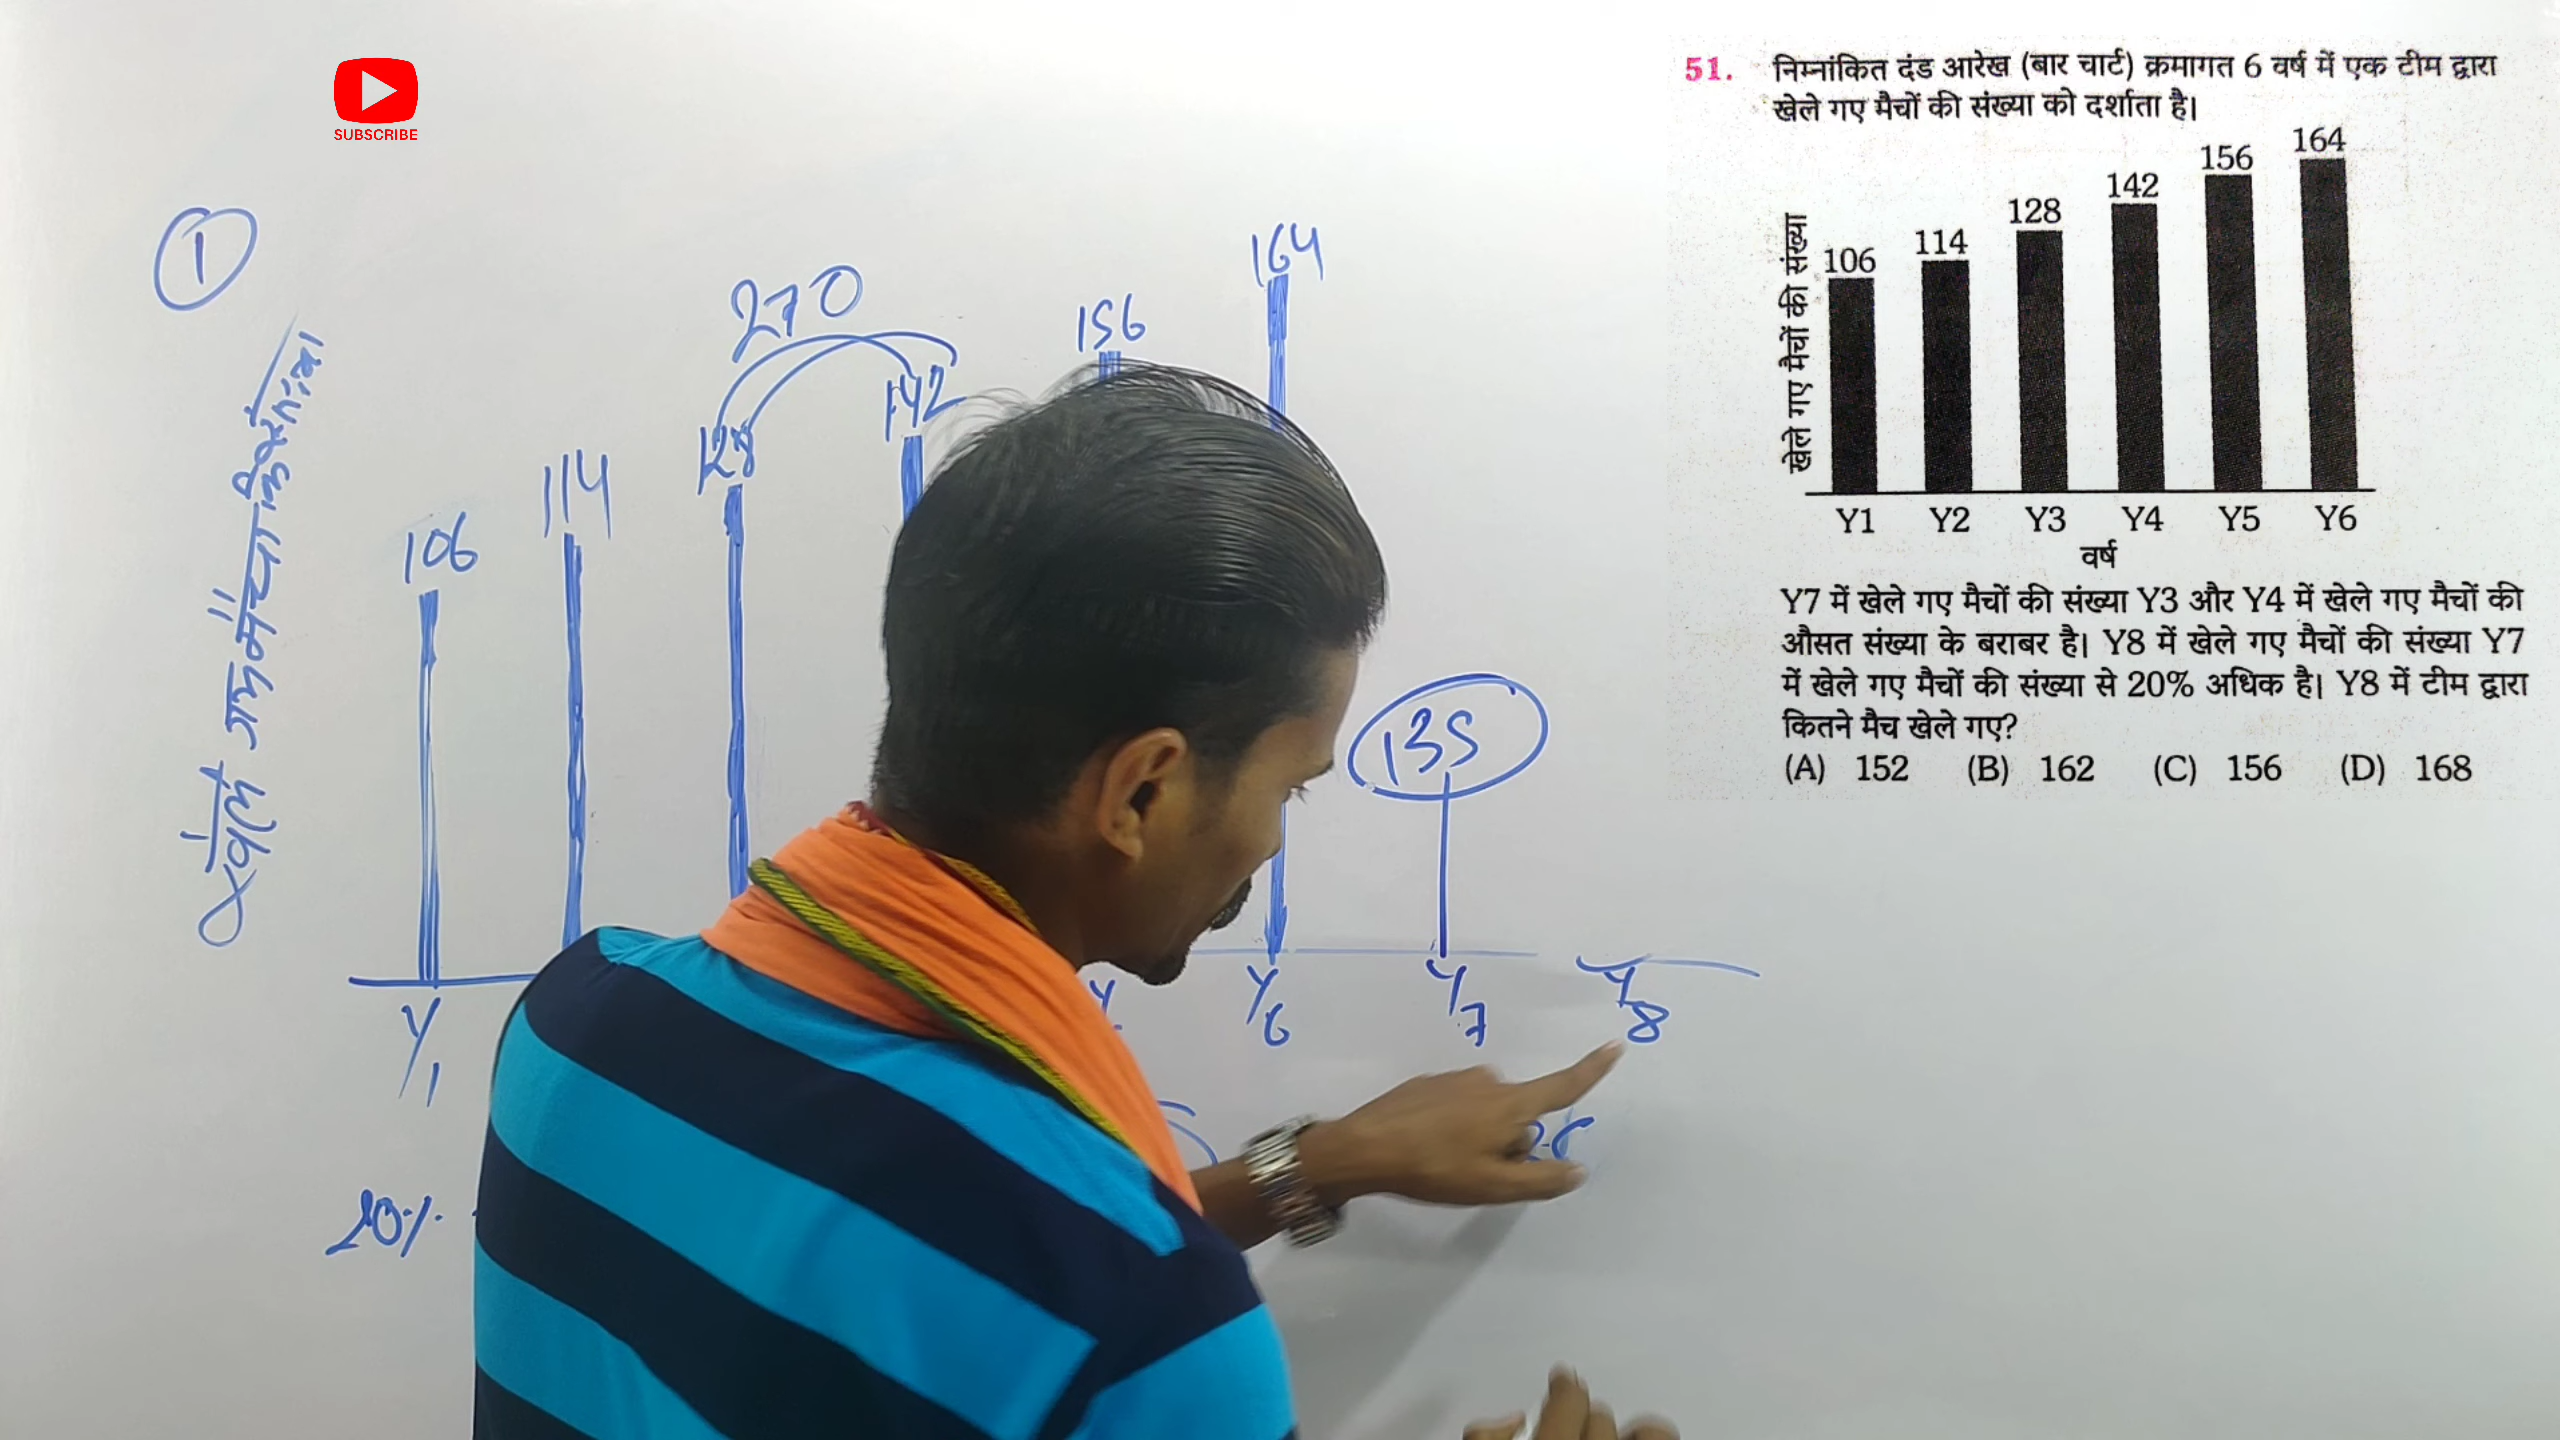 SUBSCRIBE
51. निम्नांकित दंड आरेख (बार चार्ट) क्रमागत 6 वर्ष में एक टीम द्वारा
खेले गए मैचों की संख्या को दर्शाता है।
164
156
142
128
114
106
खेले गए मैचों की संख्या
Y1 Y2 Y3 Y4 Y5 Y6
वर्ष
Y7 में खेले गए मैचों की संख्या Y3 और Y4 में खेले गए मैचों की
औसत संख्या के बराबर है। Y8 में खेले गए मैचों की संख्या Y7
में खेले गए मैचों की संख्या से 20% अधिक है। Y8 में टीम द्वारा
कितने मैच खेले गए?
(A) 152 (B) 162 (C) 156 (D) 168
1
270
164
156
142
128
114
106
135
Y1
Y6 Y7 Y8
20%